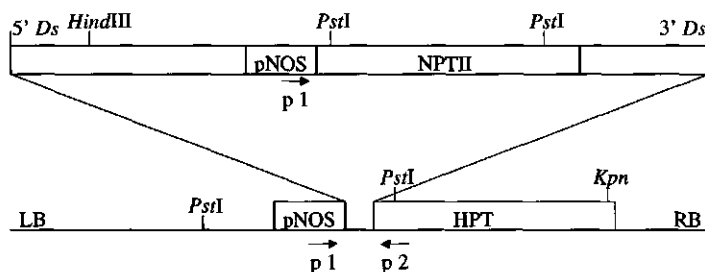 5' Ds HindIII PstI PstI 3' Ds
pNOS NPTII
p 1
PstI PstI Kpn
LB pNOS HPT RB
p 1 p 2